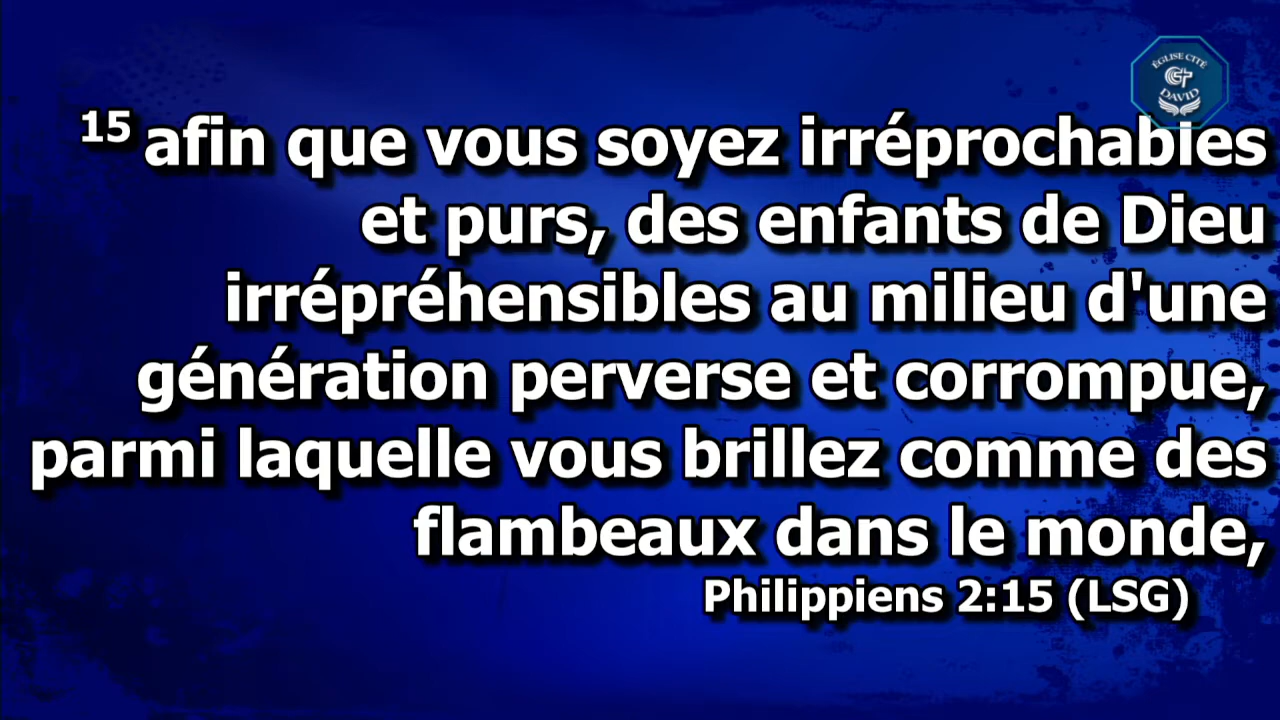 ÉGLISE CITÉ
DAVID
15 afin que vous soyez irréprochables
et purs, des enfants de Dieu
irrépréhensibles au milieu d'une
génération perverse et corrompue,
parmi laquelle vous brillez comme des
flambeaux dans le monde,
Philippiens 2:15 (LSG)